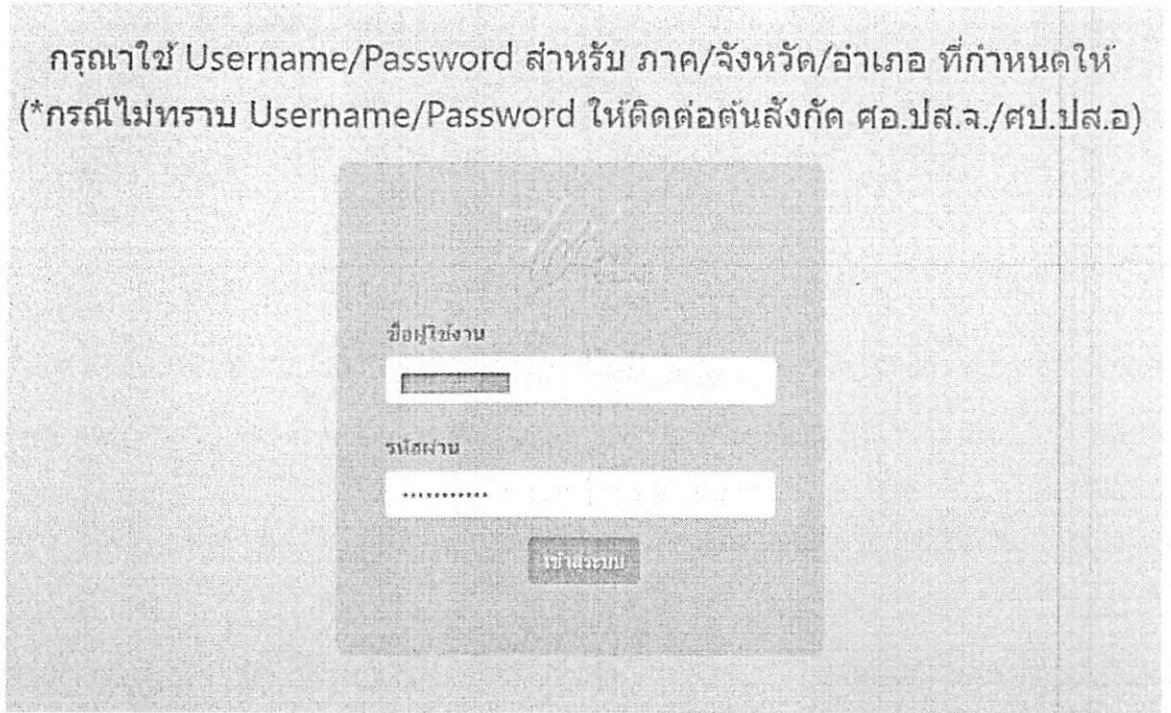 กรุณาใช้ Username/Password สำหรับ ภาค/จังหวัด/อำเภอ ที่กำหนดให้
(*กรณีไม่ทราบ Username/Password ให้ติดต่อต้นสังกัด ศอ.ปส.จ./ศป.ปส.อ)
ชื่อผู้ใช้งาน
รหัสผ่าน
***********
เข้าสู่ระบบ